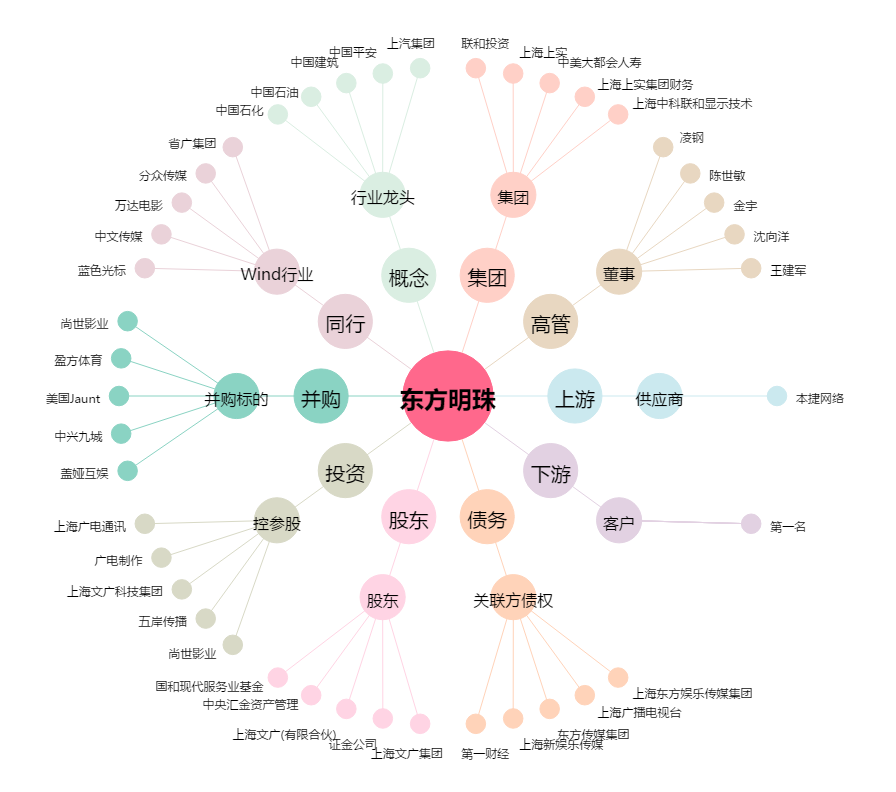 上汽集团
联和投资
中国平安
上海上实
中国建筑
中美大都会人寿
中国石油
上海上实集团财务
中国石化
上海中科联和显示技术
省广集团
凌钢
分众传媒
陈世敏
行业龙头
集团
万达电影
金宇
中文传媒
沈向洋
蓝色光标
Wind行业
概念
集团
董事
王建军
同行
高管
尚世影业
盈方体育
美国Jaunt
并购标的
并购
东方明珠
上游
供应商
本捷网络
中兴九城
盖娅互娱
投资
下游
上海广电通讯
控参股
股东
债务
客户
第一名
广电制作
上海文广科技集团
五岸传播
股东
关联方债权
尚世影业
国和现代服务业基金
上海东方娱乐传媒集团
中央汇金资产管理
上海广播电视台
上海文广(有限合伙)
东方传媒集团
证金公司
上海新娱乐传媒
上海文广集团
第一财经